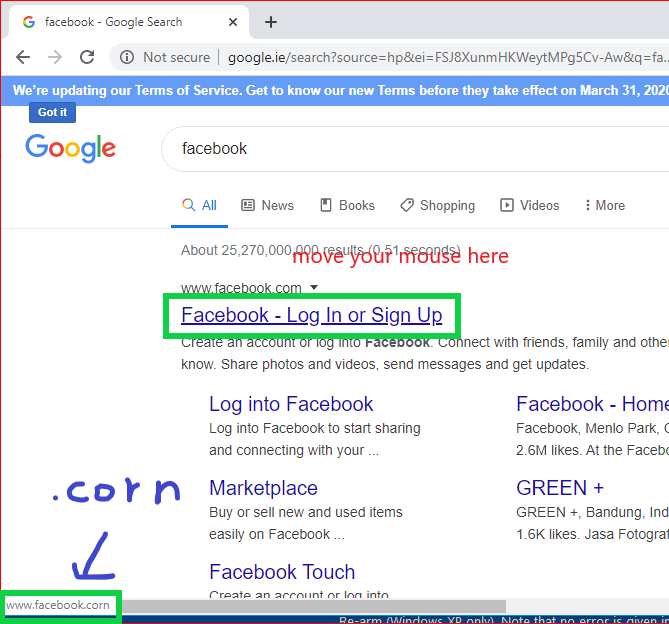 facebook - Google Search
Not secure
google.ie/search?source=hp&ei=FSJ8XunmHKWeytMPg5Cv-Aw&q=fa...
We're updating our Terms of Service. Get to know our new Terms before they take effect on March 31, 2020
Got it
Google
facebook
All News Books Shopping Videos More
About 25,270,000,000 results (0.51 seconds)
move your mouse here
www.facebook.com
Facebook - Log In or Sign Up
Create an account or log into Facebook. Connect with friends, family and othe
know. Share photos and videos, send messages and get updates.
Log into Facebook
Log into Facebook to start sharing
and connecting with your ...
Facebook - Home
Facebook, Menlo Park, C
2.6M likes. At the Facebo
Marketplace
Buy or sell new and used items
easily on Facebook ...
GREEN +
GREEN +, Bandung, Ind
1.6K likes. Jasa Fotograf
.corn
Facebook Touch
Create an account or log into
www.facebook.corn
Re-arm (Windows XP only). Note that no error is given in